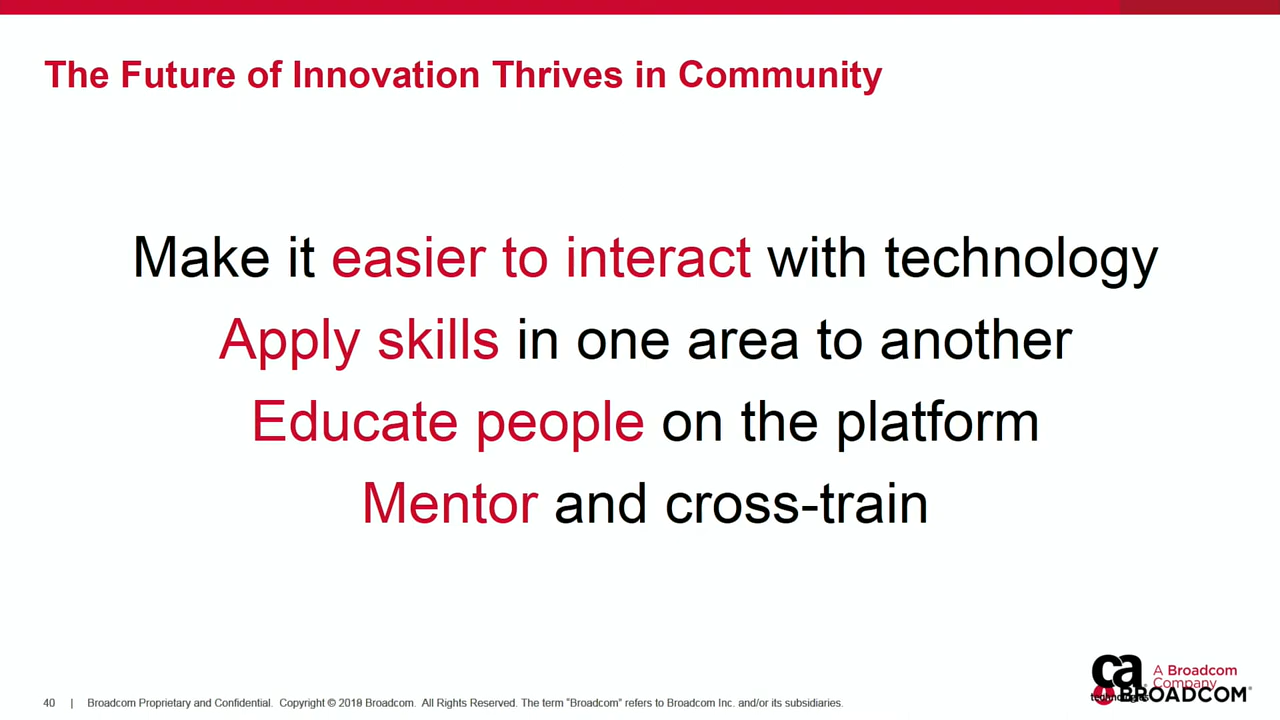 The Future of Innovation Thrives in Community
Make it easier to interact with technology
Apply skills in one area to another
Educate people on the platform
Mentor and cross-train
ca
technologies
A Broadcom
Company
BROADCOM®
40 | Broadcom Proprietary and Confidential. Copyright © Broadcom. All Rights Reserved. The term "Broadcom" refers to Broadcom Inc. and/or its subsidiaries.